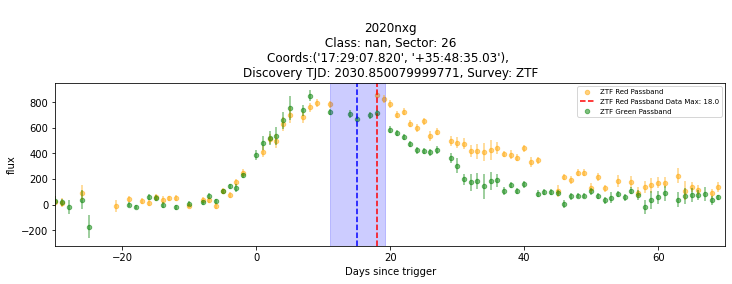 2020nxg
Class: nan, Sector: 26
Coords:('17:29:07.820', '+35:48:35.03'),
Discovery TJD: 2030.850079999771, Survey: ZTF
ZTF Red Passband
ZTF Red Passband Data Max: 18.0
ZTF Green Passband
flux
800
600
400
200
0
−200
−20
0
20
40
60
Days since trigger